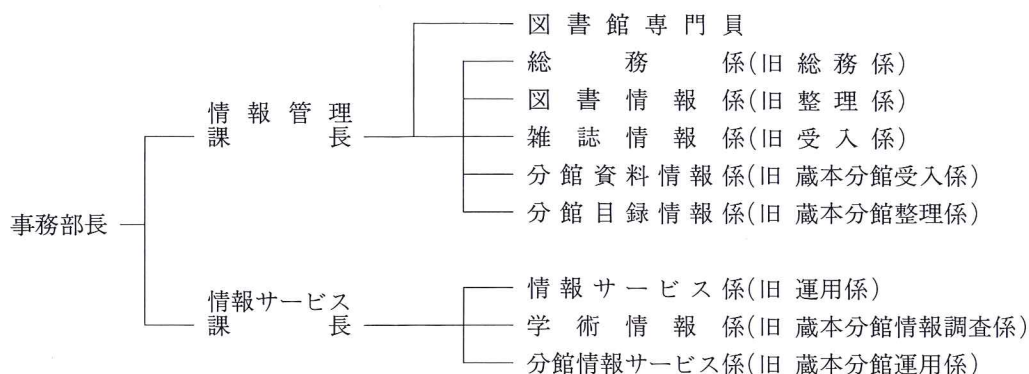 図書館専門員
総務係(旧 総務係)
情報管理
課長
図書情報係(旧 整理係)
雑誌情報係(旧 受入係)
分館資料情報係(旧 蔵本分館受入係)
分館目録情報係(旧 蔵本分館整理係)
事務部長
情報サービス
課長
情報サービス係(旧 運用係)
学術情報係(旧 蔵本分館情報調査係)
分館情報サービス係(旧 蔵本分館運用係)